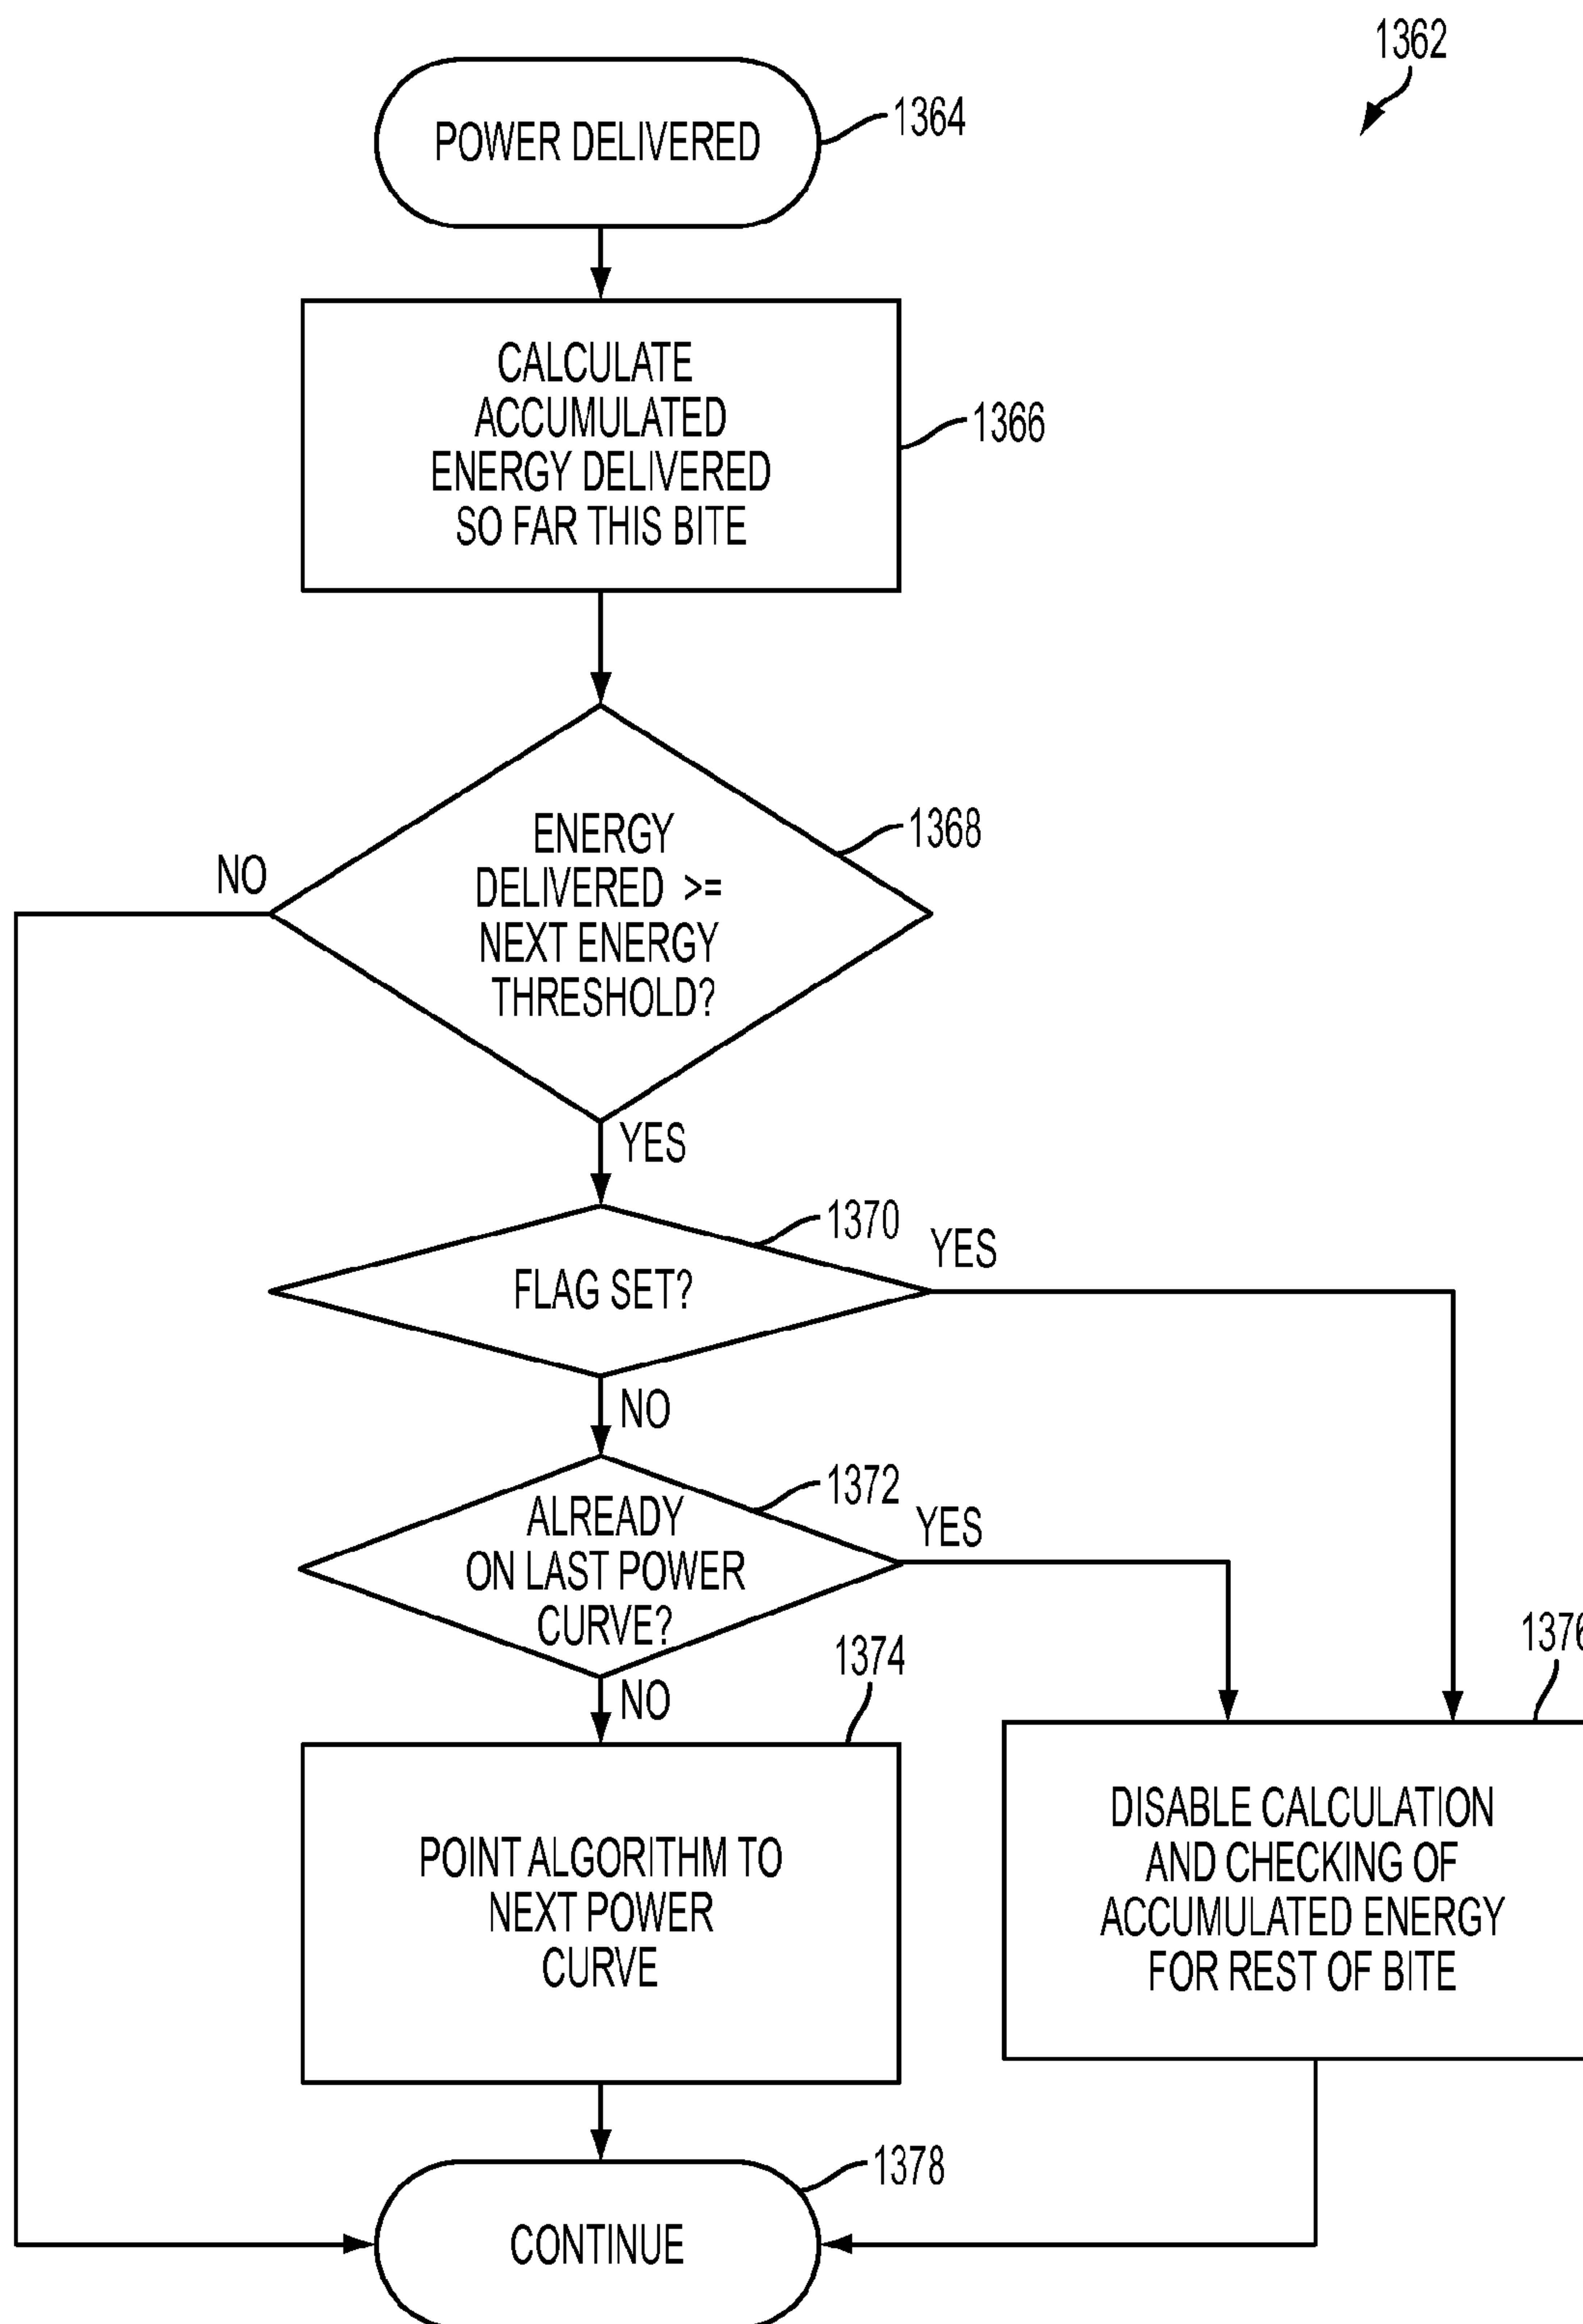 1362
POWER DELIVERED
1364
CALCULATE
ACCUMULATED
ENERGY DELIVERED
SO FAR THIS BITE
1366
ENERGY
DELIVERED >=
NEXT ENERGY
THRESHOLD?
1368
NO
YES
FLAG SET?
1370
YES
NO
ALREADY
ON LAST POWER
CURVE?
1372
YES
NO
1374
POINT ALGORITHM TO
NEXT POWER
CURVE
1376
DISABLE CALCULATION
AND CHECKING OF
ACCUMULATED ENERGY
FOR REST OF BITE
CONTINUE
1378